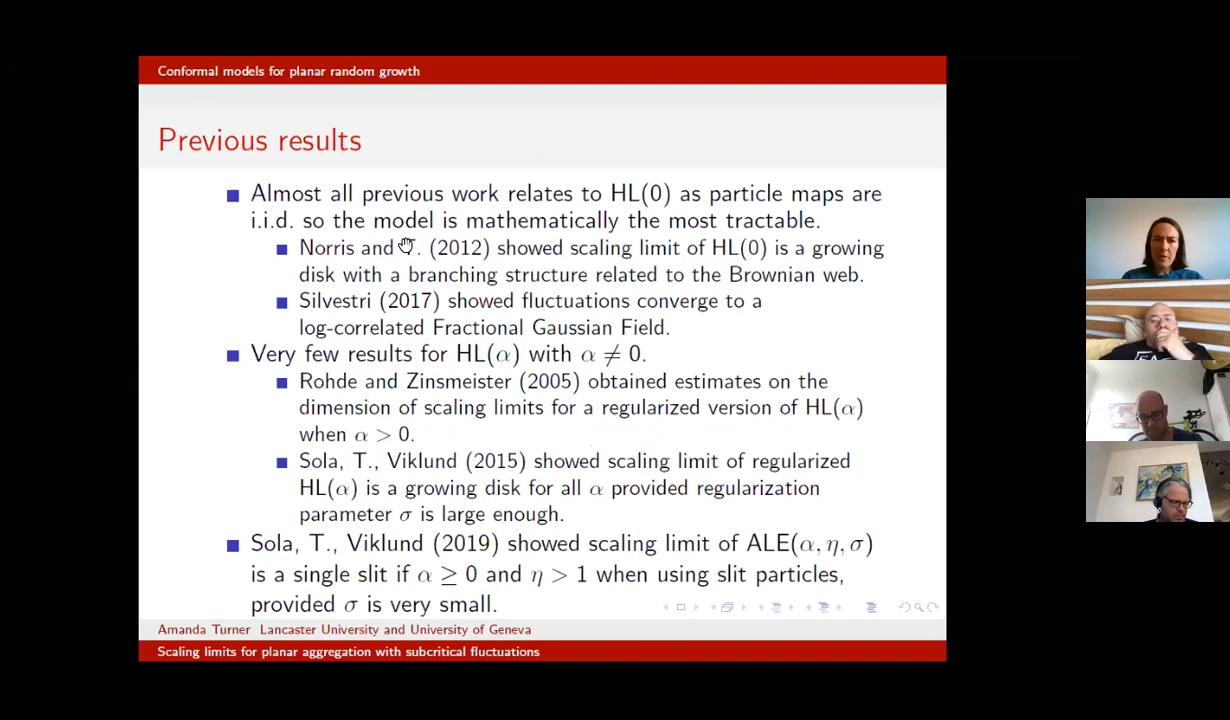 Conformal models for planar random growth
Previous results
Almost all previous work relates to HL(0) as particle maps are
i.i.d. so the model is mathematically the most tractable.
Norris and T. (2012) showed scaling limit of HL(0) is a growing
disk with a branching structure related to the Brownian web.
Silvestri (2017) showed fluctuations converge to a
log-correlated Fractional Gaussian Field.
Very few results for HL(α) with α ≠ 0.
Rohde and Zinsmeister (2005) obtained estimates on the
dimension of scaling limits for a regularized version of HL(α)
when α > 0.
Sola, T., Viklund (2015) showed scaling limit of regularized
HL(α) is a growing disk for all α provided regularization
parameter σ is large enough.
Sola, T., Viklund (2019) showed scaling limit of ALE(α, η, σ)
is a single slit if α ≥ 0 and η > 1 when using slit particles,
provided σ is very small.
Amanda Turner Lancaster University and University of Geneva
Scaling limits for planar aggregation with subcritical fluctuations